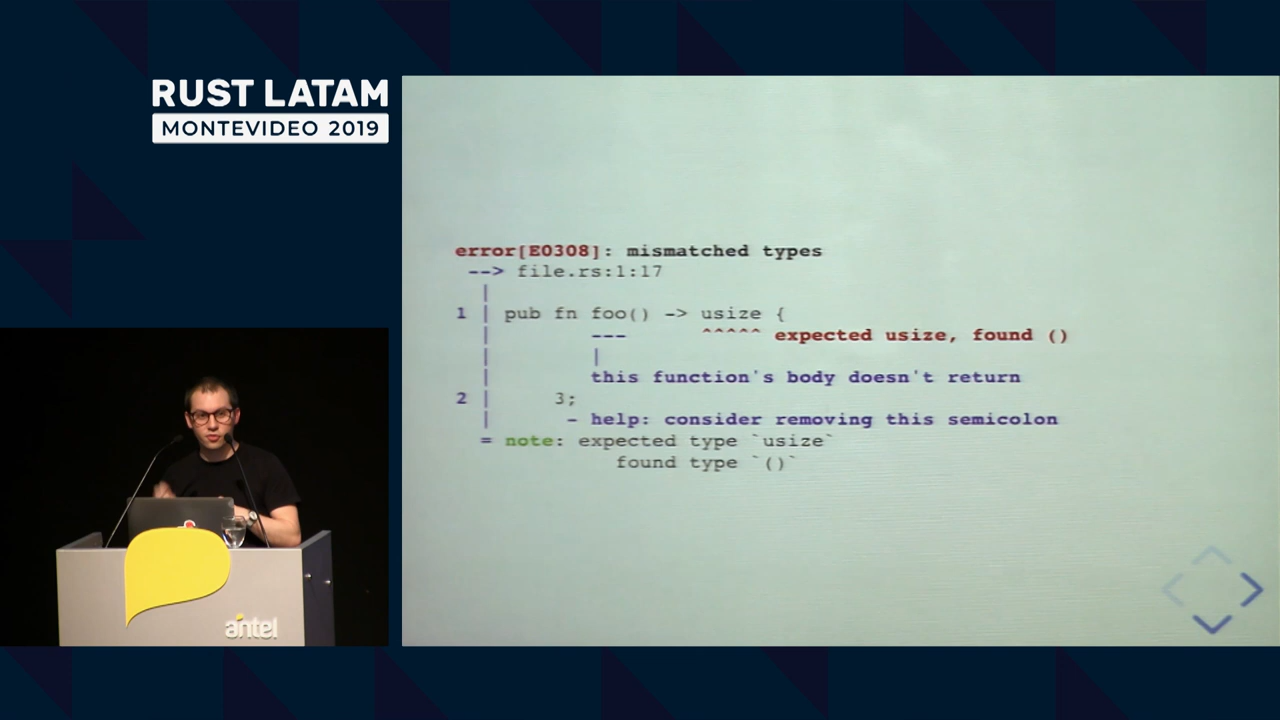 RUST LATAM
MONTEVIDEO 2019
error[E0308]: mismatched types
--> file.rs:1:17
|
1 | pub fn foo() -> usize {
|        ---      ^^^^^ expected usize, found ()
|        |
|        this function's body doesn't return
2 |     3;
|      - help: consider removing this semicolon
= note: expected type `usize`
found type `()`
antel